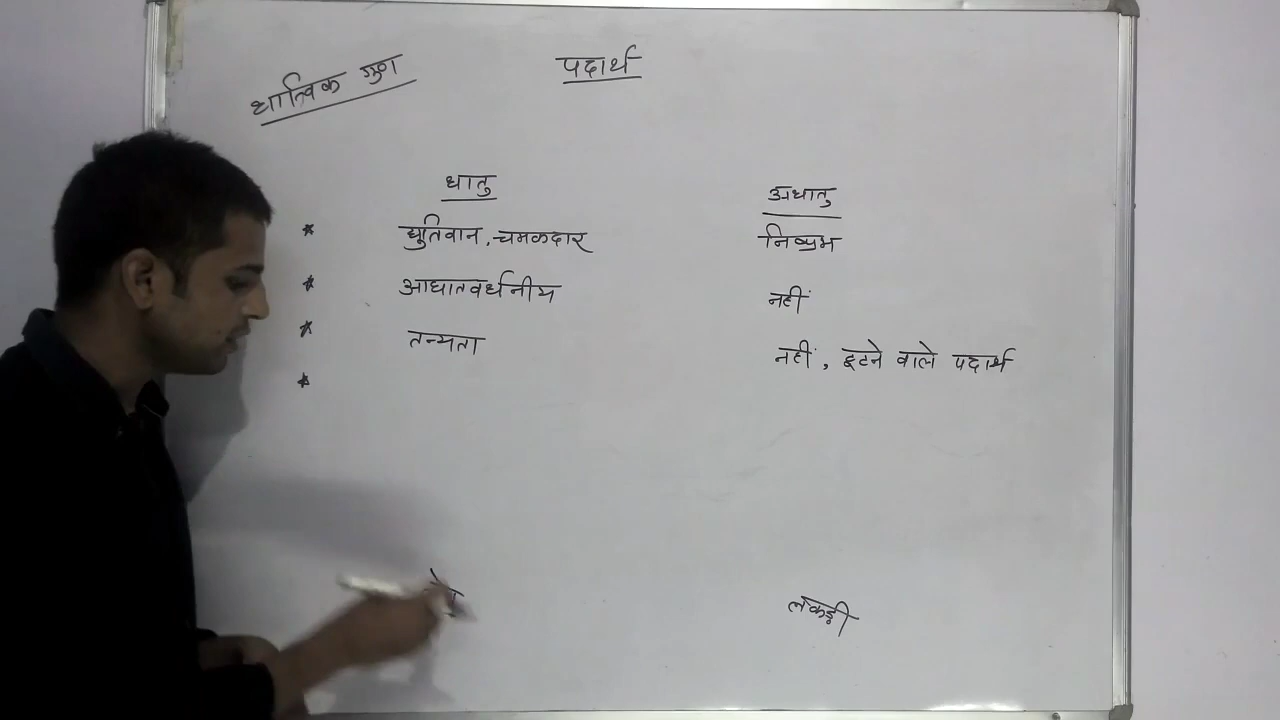 धात्विक गुण
पदार्थ
धातु
अधातु
* द्युतिवान, चमकदार
निष्प्रभ
* आघातवर्धनीय
नहीं
* तन्यता
नहीं, टूटने वाले पदार्थ
*
लकड़ी